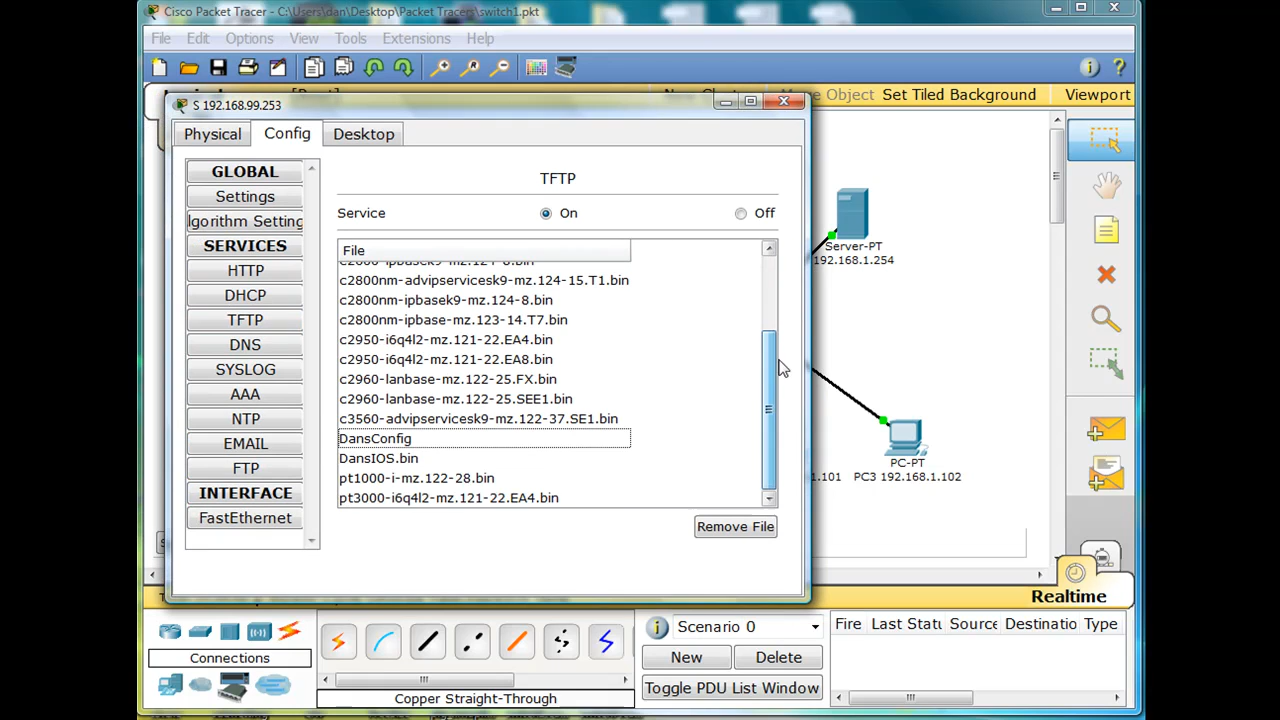 Cisco Packet Tracer - C:\Users\dan\Desktop\Packet Tracers\switch1.pkt
File Edit Options View Tools Extensions Help
Object Set Tiled Background Viewport
S 192.168.99.253
Physical Config Desktop
GLOBAL
Settings
lgorithm Setting
SERVICES
HTTP
DHCP
TFTP
DNS
SYSLOG
AAA
NTP
EMAIL
FTP
INTERFACE
FastEthernet
TFTP
Service On Off
File
c2800nm-advipservicesk9-mz.124-15.T1.bin
c2800nm-ipbasek9-mz.124-8.bin
c2800nm-ipbase-mz.123-14.T7.bin
c2950-i6q4l2-mz.121-22.EA4.bin
c2950-i6q4l2-mz.121-22.EA8.bin
c2960-lanbase-mz.122-25.FX.bin
c2960-lanbase-mz.122-25.SEE1.bin
c3560-advipservicesk9-mz.122-37.SE1.bin
DansConfig
DansIOS.bin
pt1000-i-mz.122-28.bin
pt3000-i6q4l2-mz.121-22.EA4.bin
Remove File
Server-PT
192.168.1.254
PC-PT
.101 PC3 192.168.1.102
Realtime
Connections
Copper Straight-Through
Scenario 0
New Delete
Toggle PDU List Window
Fire Last Statu Source Destinatio Type